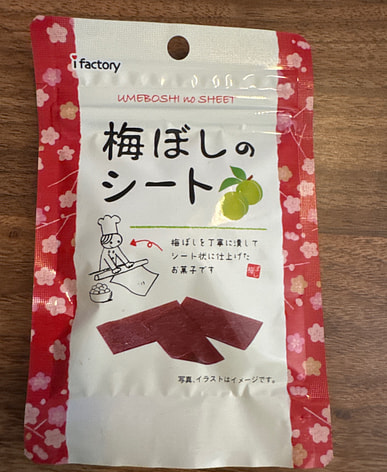 i factory
UMEBOSHI no SHEET
梅ぼしの
シート
梅ぼしを丁寧に潰して
シート状に仕上げた
お菓子です
写真、イラストはイメージです。